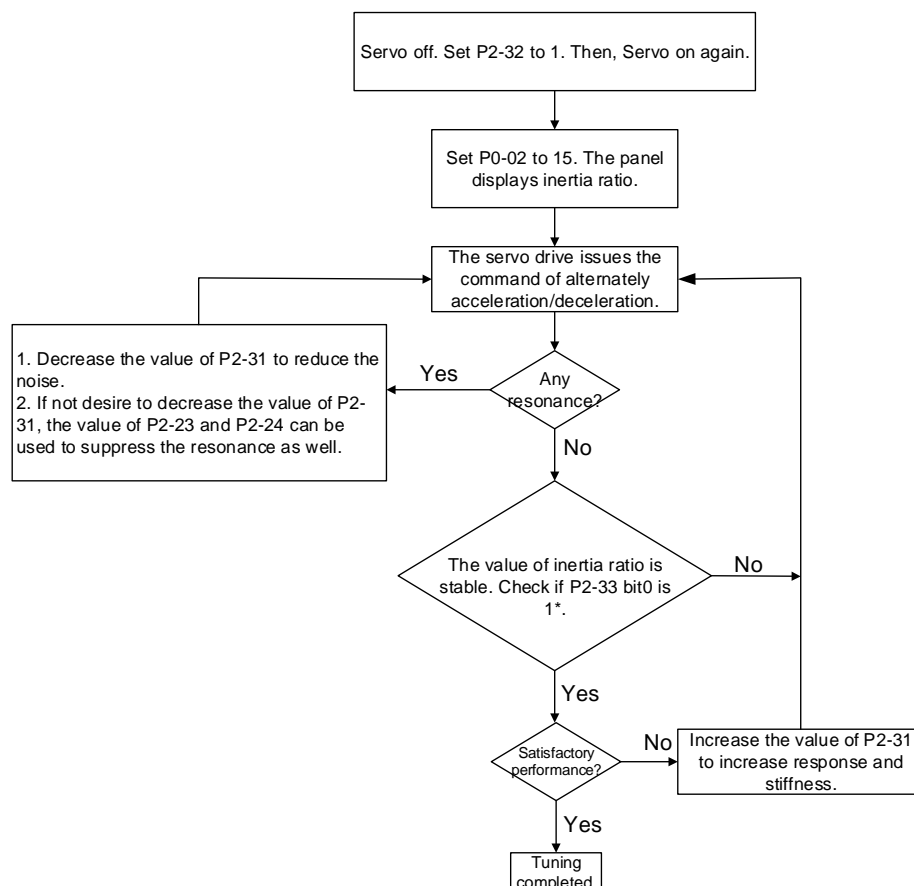 Servo off. Set P2-32 to 1. Then, Servo on again.
Set P0-02 to 15. The panel
displays inertia ratio.
The servo drive issues the
command of alternately
acceleration/deceleration.
1. Decrease the value of P2-31 to reduce the
noise.
2. If not desire to decrease the value of P2-
31, the value of P2-23 and P2-24 can be
used to suppress the resonance as well.
Yes
Any
resonance?
No
The value of inertia ratio is
stable. Check if P2-33 bit0 is
1*.
No
Yes
Satisfactory
performance?
No
Increase the value of P2-31
to increase response and
stiffness.
Yes
Tuning
completed